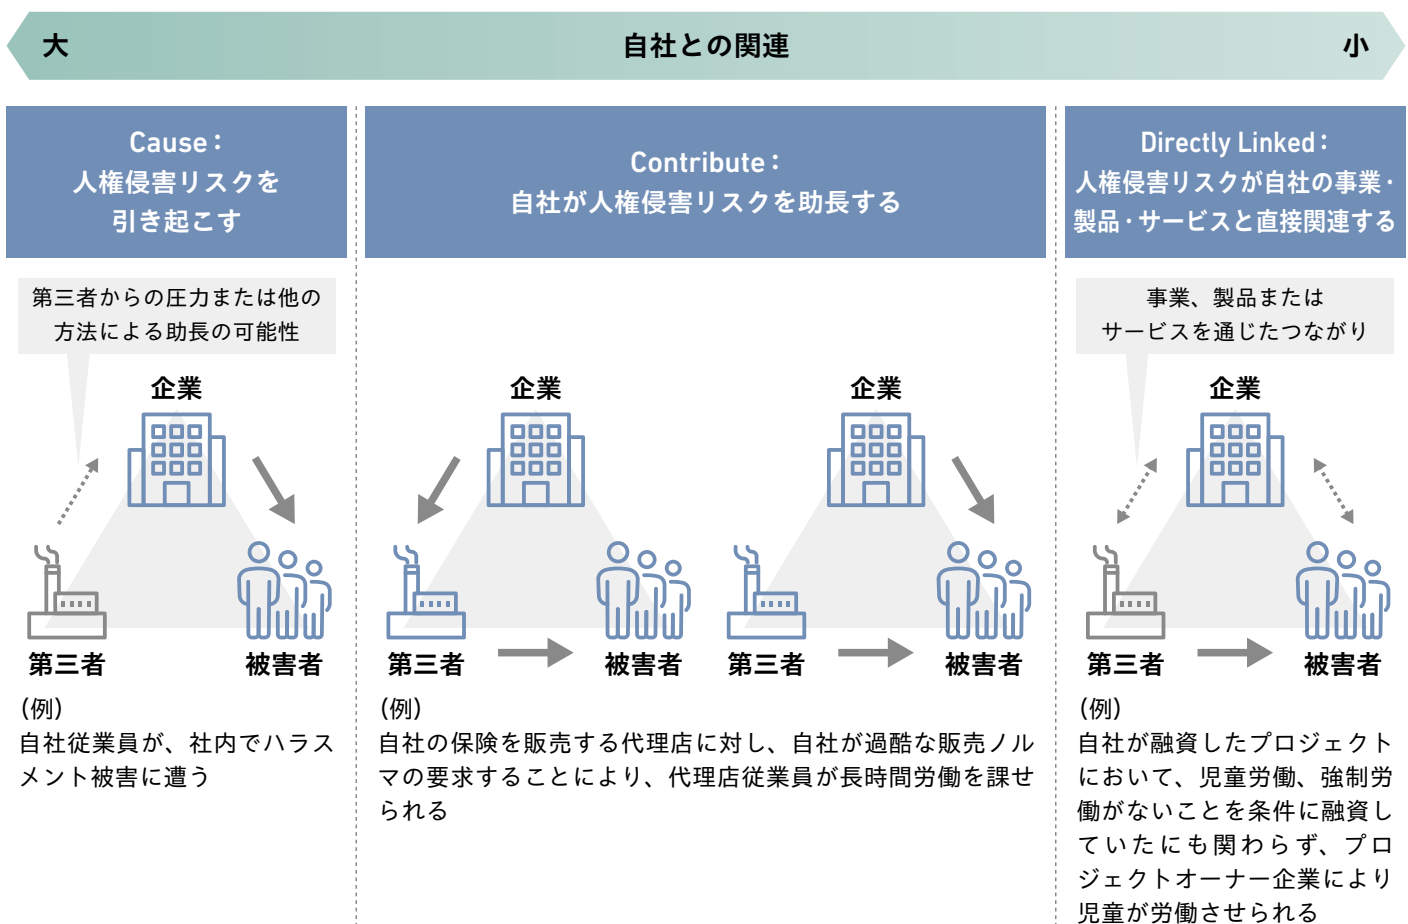 大 自社との関連 小
Cause：
人権侵害リスクを
引き起こす
Contribute：
自社が人権侵害リスクを助長する
Directly Linked：
人権侵害リスクが自社の事業・
製品・サービスと直接関連する
第三者からの圧力または他の
方法による助長の可能性
企業
第三者 被害者
(例)
自社従業員が、社内でハラス
メント被害に遭う
企業
第三者 被害者
企業
第三者 被害者
(例)
自社の保険を販売する代理店に対し、自社が過酷な販売ノル
マの要求することにより、代理店従業員が長時間労働を課せ
られる
事業、製品または
サービスを通じたつながり
企業
第三者 被害者
(例)
自社が融資したプロジェクト
において、児童労働、強制労
働がないことを条件に融資し
ていたにも関わらず、プロ
ジェクトオーナー企業により
児童が労働させられる